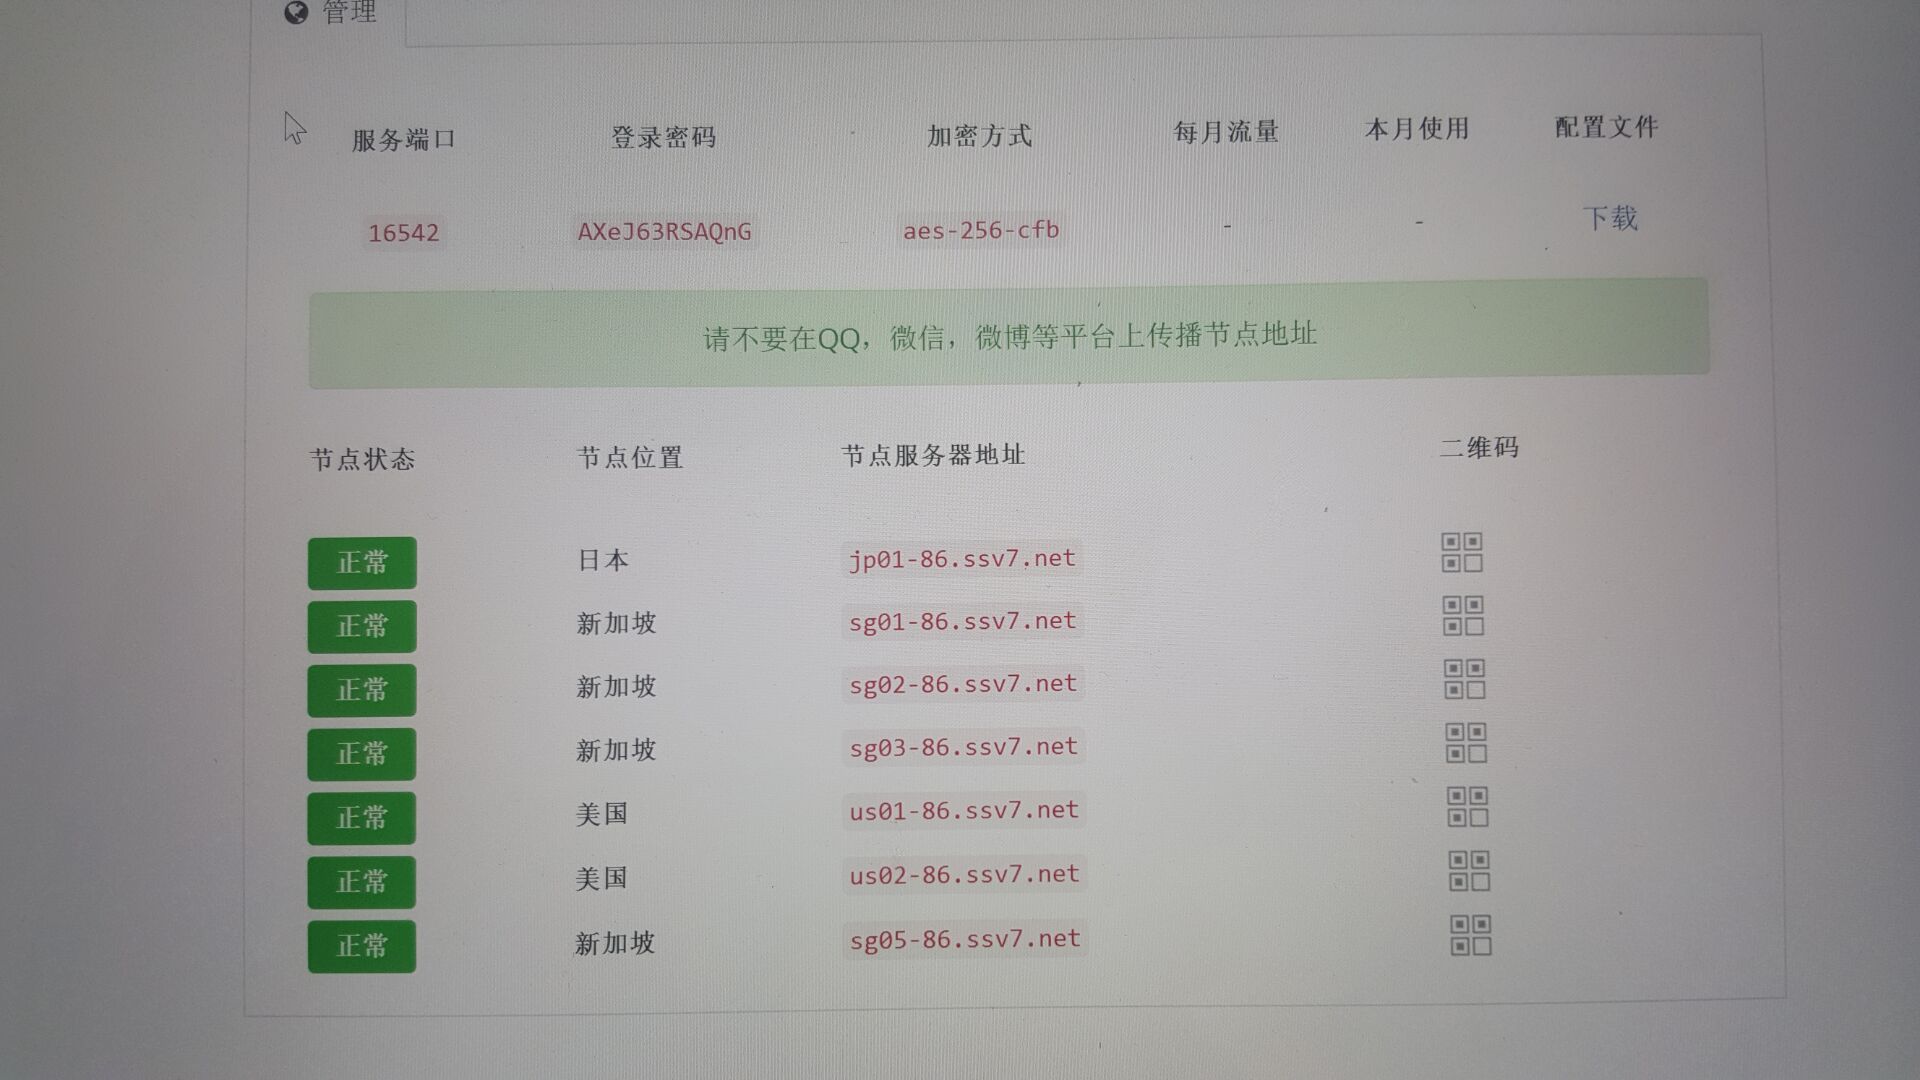 管理
服务端口 登录密码 加密方式 每月流量 本月使用 配置文件
16542 AXeJ63RSAQnG aes-256-cfb - - 下载
请不要在QQ，微信，微博等平台上传播节点地址
节点状态 节点位置 节点服务器地址 二维码
正常 日本 jp01-86.ssv7.net
正常 新加坡 sg01-86.ssv7.net
正常 新加坡 sg02-86.ssv7.net
正常 新加坡 sg03-86.ssv7.net
正常 美国 us01-86.ssv7.net
正常 美国 us02-86.ssv7.net
正常 新加坡 sg05-86.ssv7.net